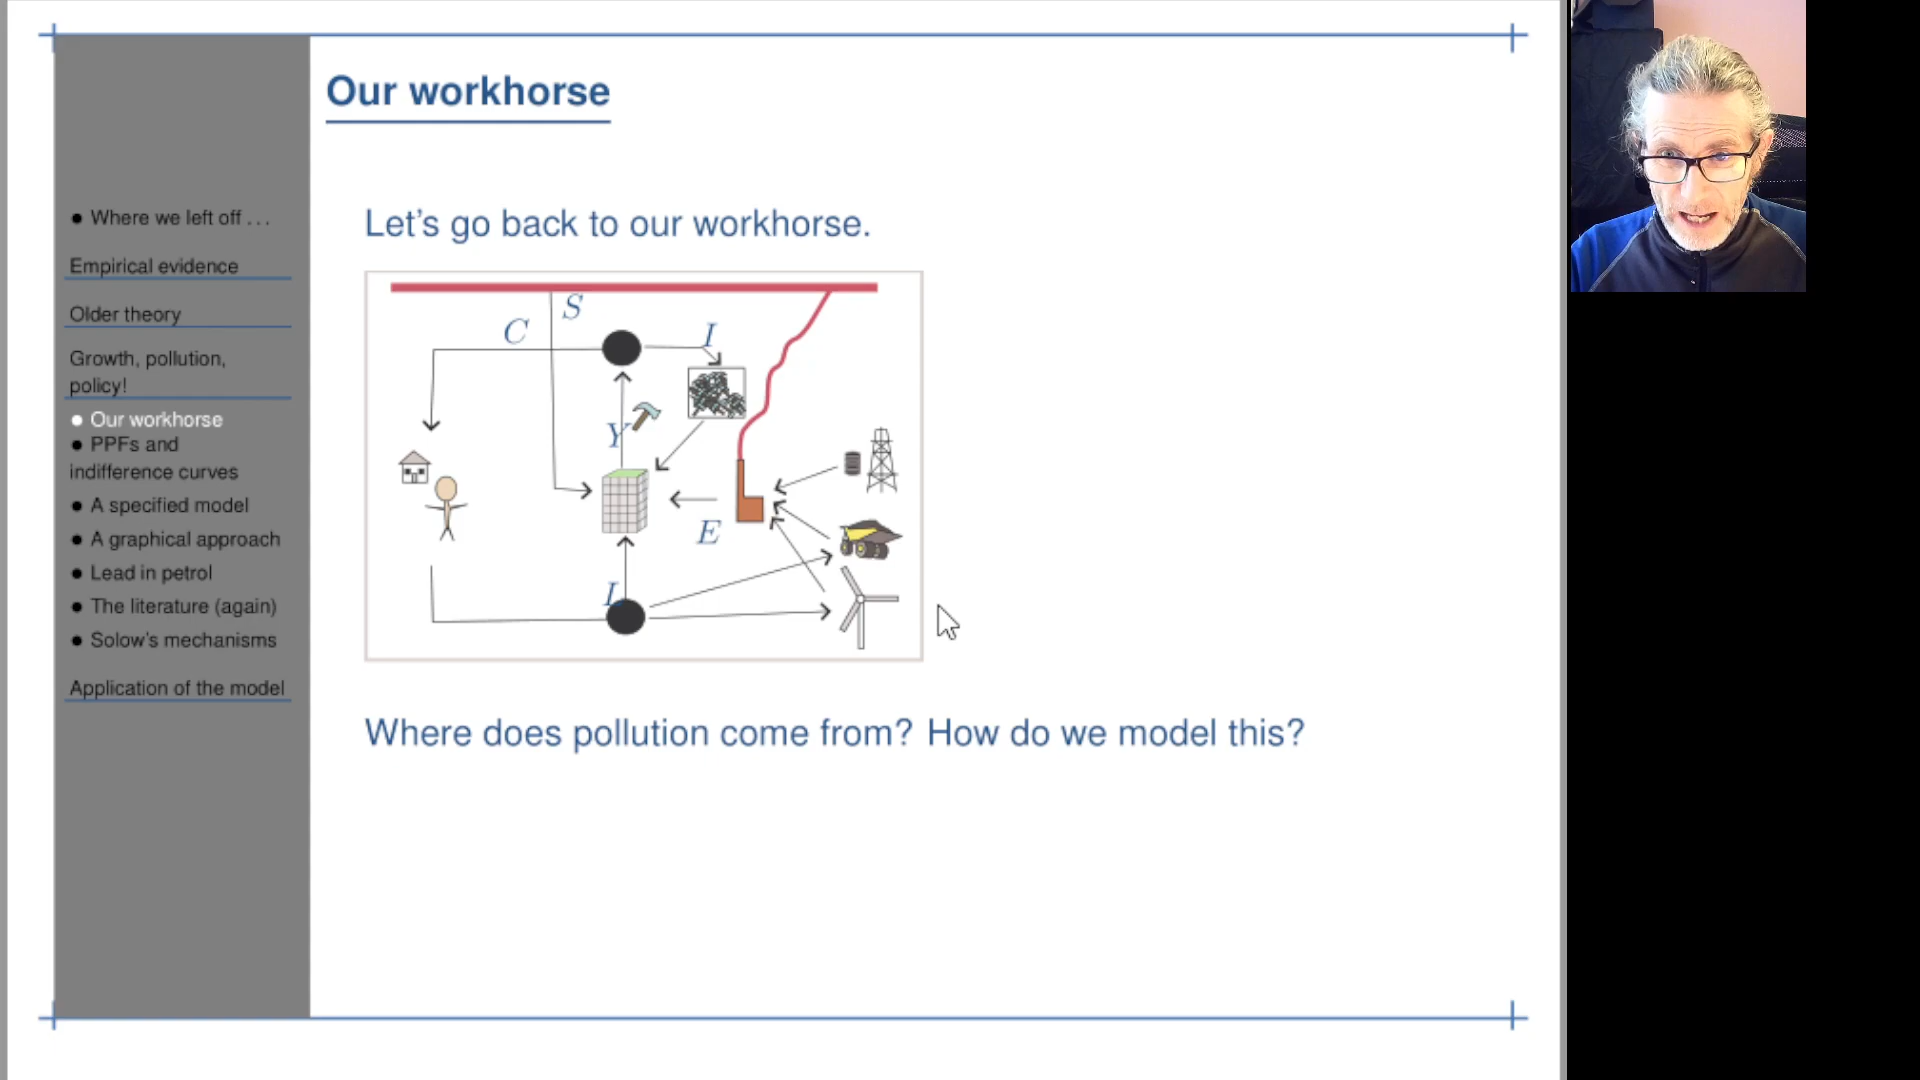 Our workhorse
● Where we left off . . .
Empirical evidence
Older theory
Growth, pollution,
policy!
● Our workhorse
● PPFs and
indifference curves
● A specified model
● A graphical approach
● Lead in petrol
● The literature (again)
● Solow's mechanisms
Application of the model
Let's go back to our workhorse.
S
C
I
Y
E
L
Where does pollution come from? How do we model this?